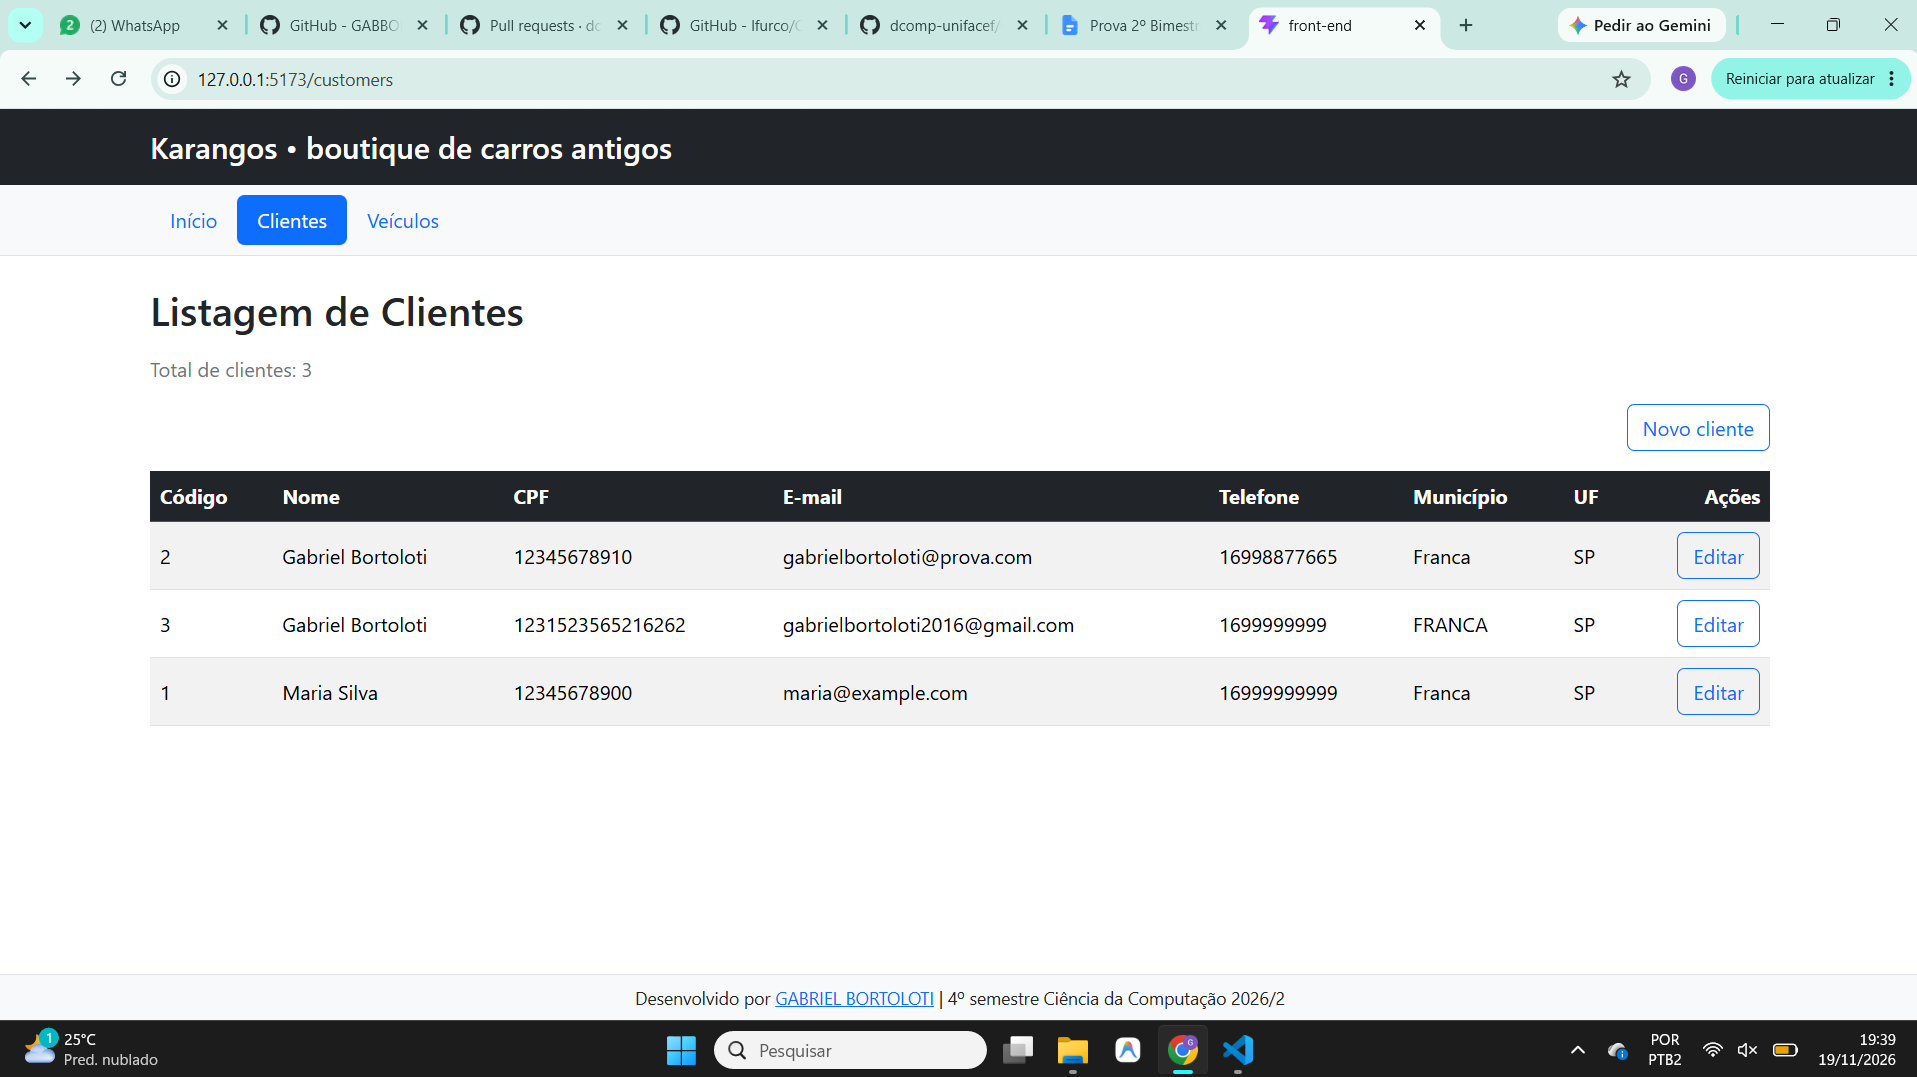 2 (2) WhatsApp
GitHub - GABBO
Pull requests · dc
GitHub - lfurco/C
dcomp-unifacef/
Prova 2º Bimestr
front-end
Pedir ao Gemini
127.0.0.1:5173/customers
G
Reiniciar para atualizar
Karangos • boutique de carros antigos
Início Clientes Veículos
Listagem de Clientes
Total de clientes: 3
Novo cliente
Código Nome CPF E-mail Telefone Município UF Ações
2 Gabriel Bortoloti 12345678910 gabrielbortoloti@prova.com 16998877665 Franca SP Editar
3 Gabriel Bortoloti 1231523565216262 gabrielbortoloti2016@gmail.com 1699999999 FRANCA SP Editar
1 Maria Silva 12345678900 maria@example.com 16999999999 Franca SP Editar
Desenvolvido por GABRIEL BORTOLOTI | 4º semestre Ciência da Computação 2026/2
1 25°C
Pred. nublado
Pesquisar
POR
PTB2
19:39
19/11/2026